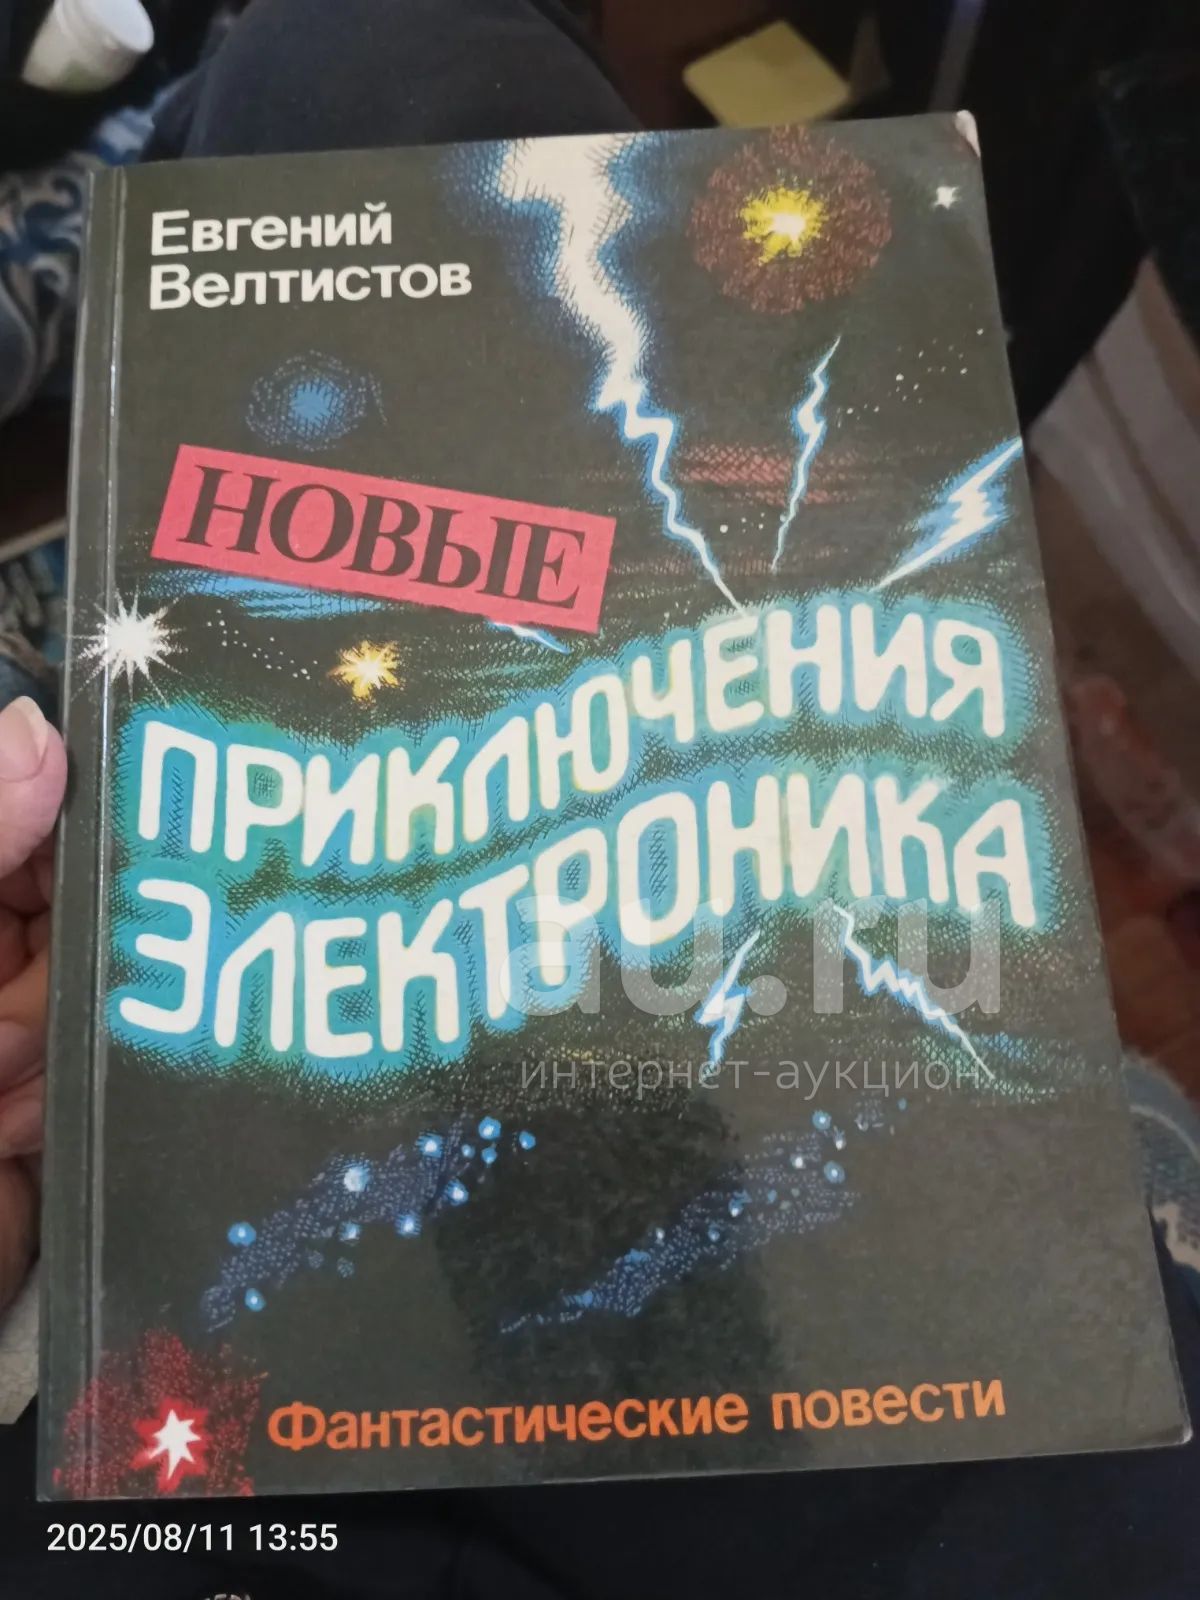 Евгений
Велтистов
НОВЫЕ
ПРИКЛЮЧЕНИЯ
ЭЛЕКТРОНИКА
au.ru
интернет-аукцион
Фантастические повести
2025/08/11 13:55